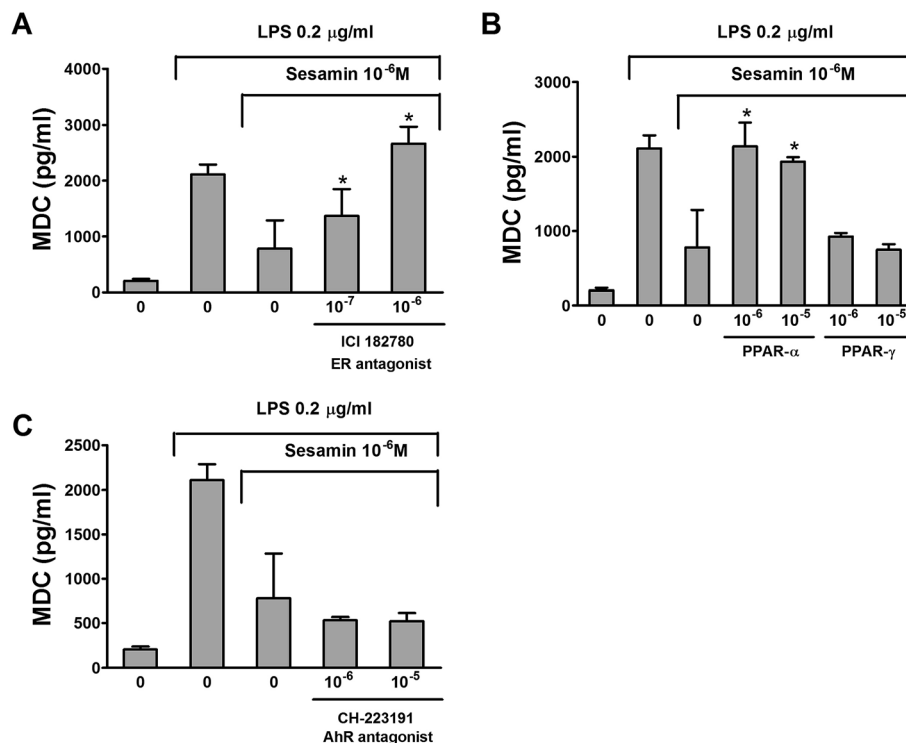 A
LPS 0.2 μg/ml
Sesamin 10⁻⁶M
MDC (pg/ml)
4000
3000
2000
1000
0
* *
0 0 0 10⁻⁷ 10⁻⁶
ICI 182780
ER antagonist
B
LPS 0.2 μg/ml
Sesamin 10⁻⁶M
MDC (pg/ml)
3000
2000
1000
0
* *
0 0 0 10⁻⁶ 10⁻⁵ 10⁻⁶ 10⁻⁵
PPAR-α PPAR-γ
C
LPS 0.2 μg/ml
Sesamin 10⁻⁶M
MDC (pg/ml)
2500
2000
1500
1000
500
0
0 0 0 10⁻⁶ 10⁻⁵
CH-223191
AhR antagonist